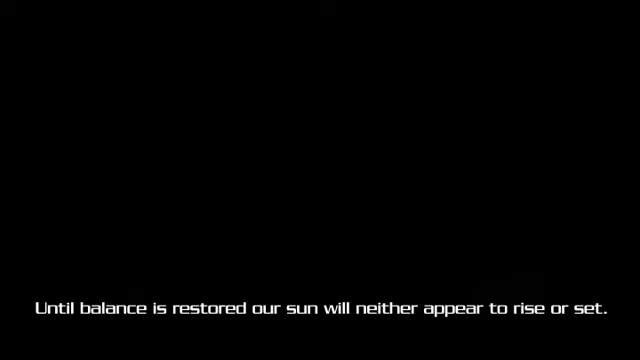 Until balance is restored our sun will neither appear to rise or set.